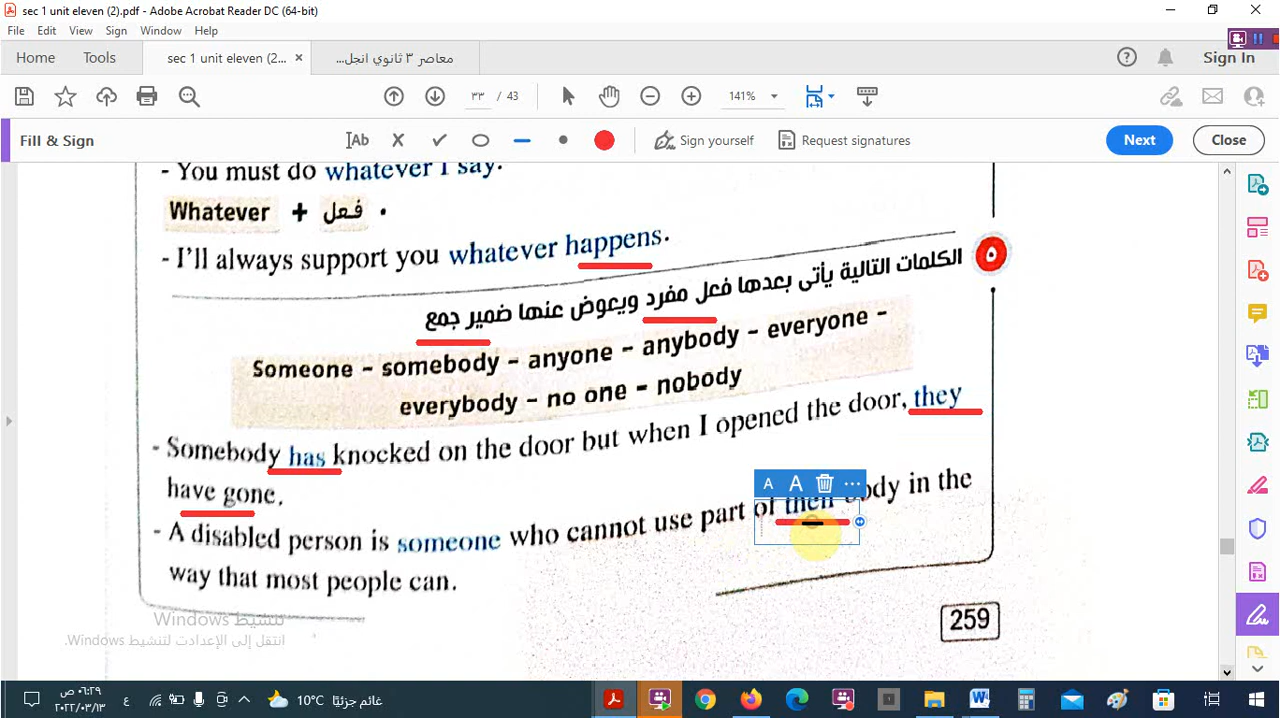 sec 1 unit eleven (2).pdf - Adobe Acrobat Reader DC (64-bit)
File Edit View Sign Window Help
Home Tools sec 1 unit eleven (2... × معاصر ٣ ثانوي انجل...
Sign In
٣٣ / 43 141%
Fill & Sign Ab Sign yourself Request signatures Next Close
- You must do whatever I say.
Whatever + فعل •
- I'll always support you whatever happens.
٥ الكلمات التالية يأتى بعدها فعل مفرد ويعوض عنها ضمير جمع
Someone – somebody – anyone – anybody – everyone –
everybody – no one – nobody
- Somebody has knocked on the door but when I opened the door, they
have gone.
- A disabled person is someone who cannot use part of their body in the
way that most people can.
A A ...
259
تنشيط Windows
انتقل إلى الإعدادات لتنشيط Windows.
٠٦:٢٩ ص
٢٠٢٢/٠٣/١٣
ع
10°C غائم جزئيًا